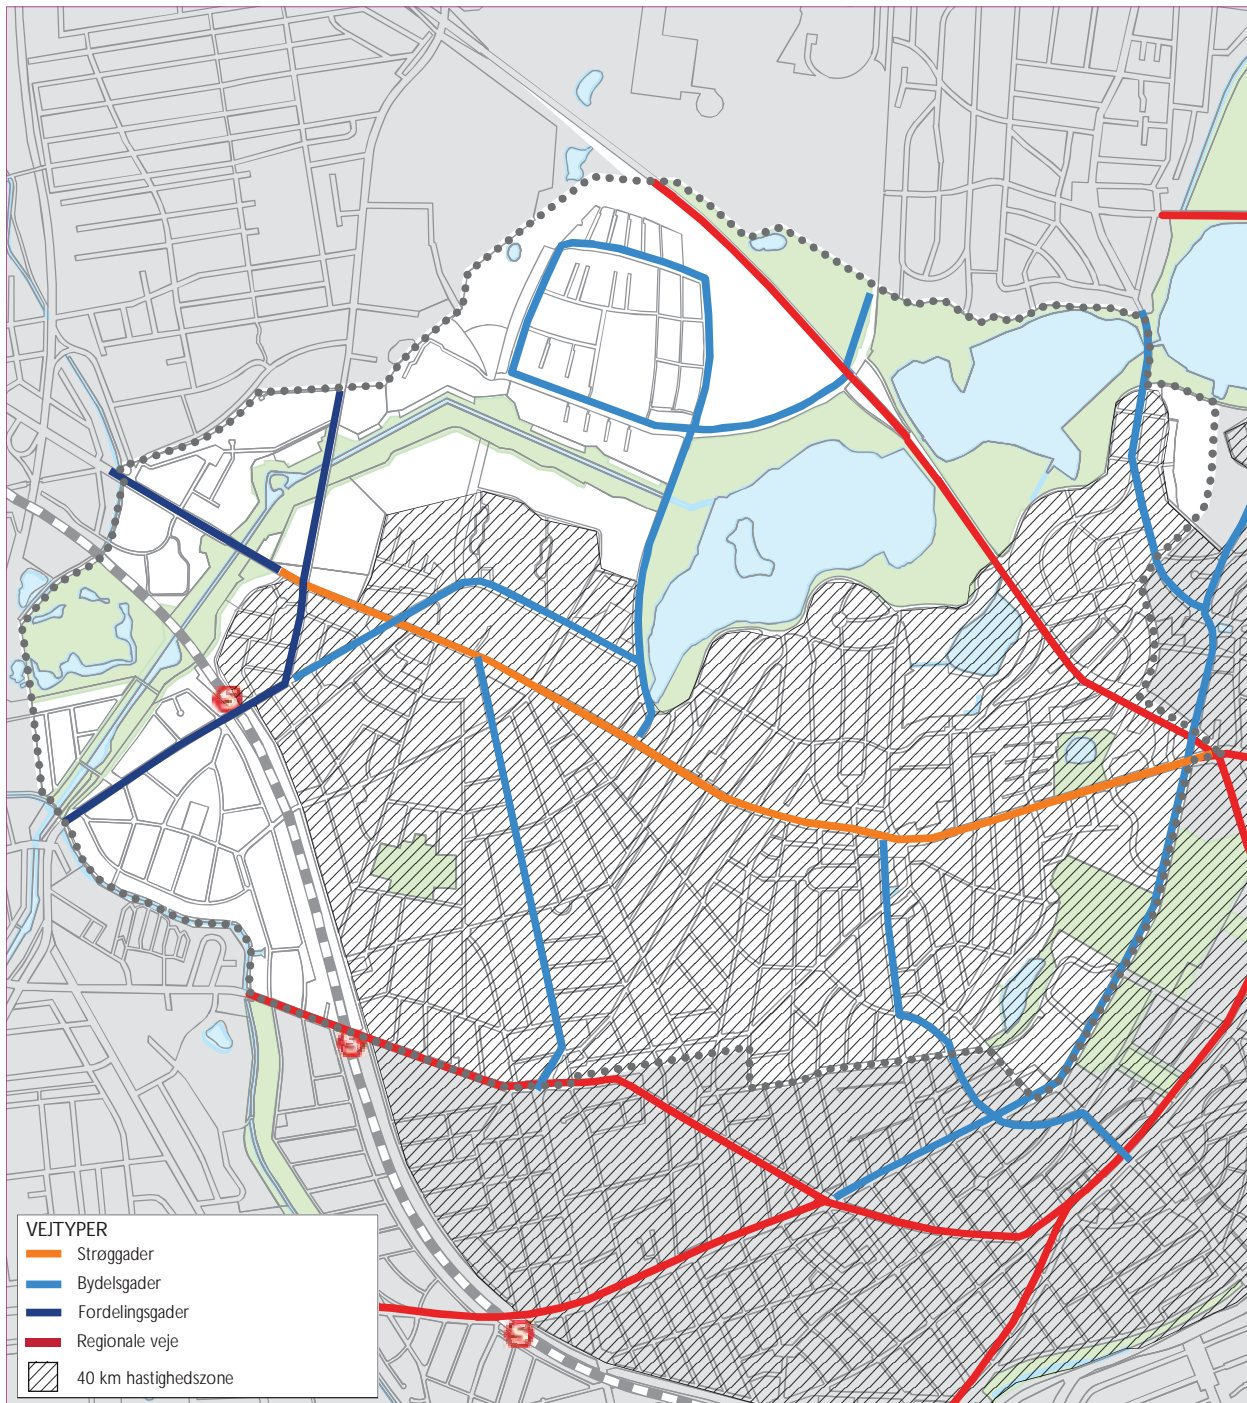 S
S
S
VEJTYPER
Strøggader
Bydelsgader
Fordelingsgader
Regionale veje
40 km hastighedszone